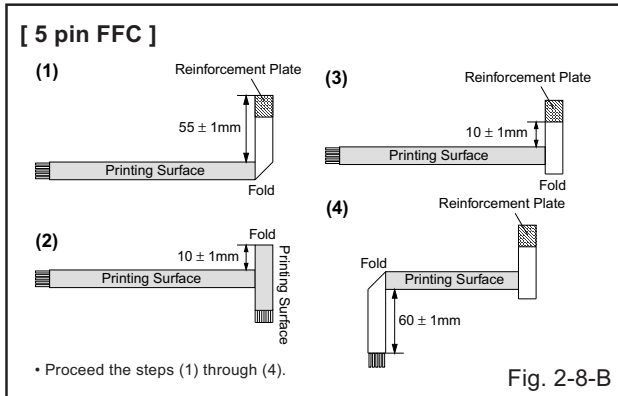 [ 5 pin FFC ]
(1)
Reinforcement Plate
55 ± 1mm
Printing Surface
Fold
(2)
Fold
10 ± 1mm
Printing Surface
Printing Surface
(3)
Reinforcement Plate
10 ± 1mm
Printing Surface
Fold
(4)
Reinforcement Plate
Fold
Printing Surface
60 ± 1mm
• Proceed the steps (1) through (4).
Fig. 2-8-B